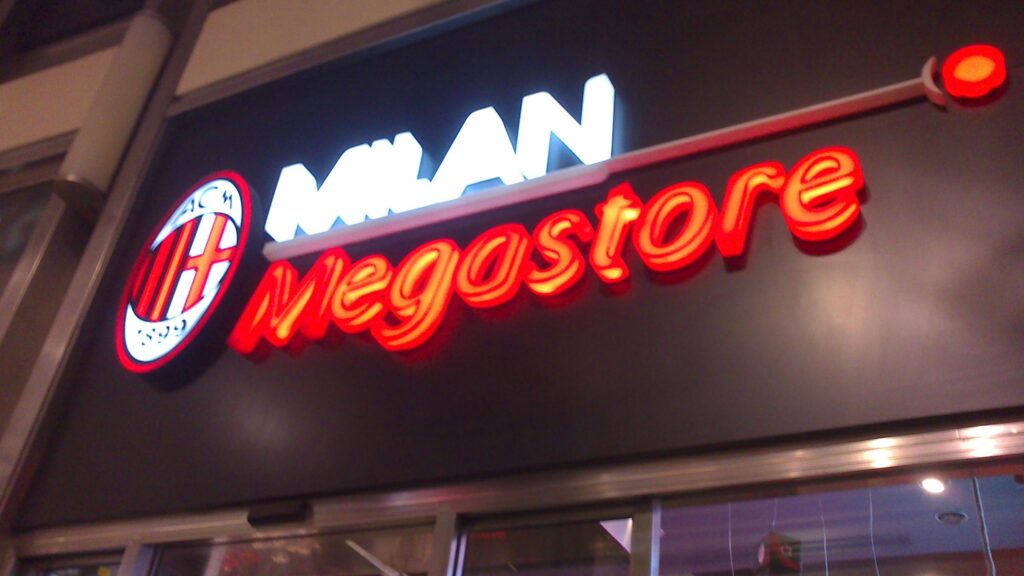 ACM
1899
MILAN
Megastore